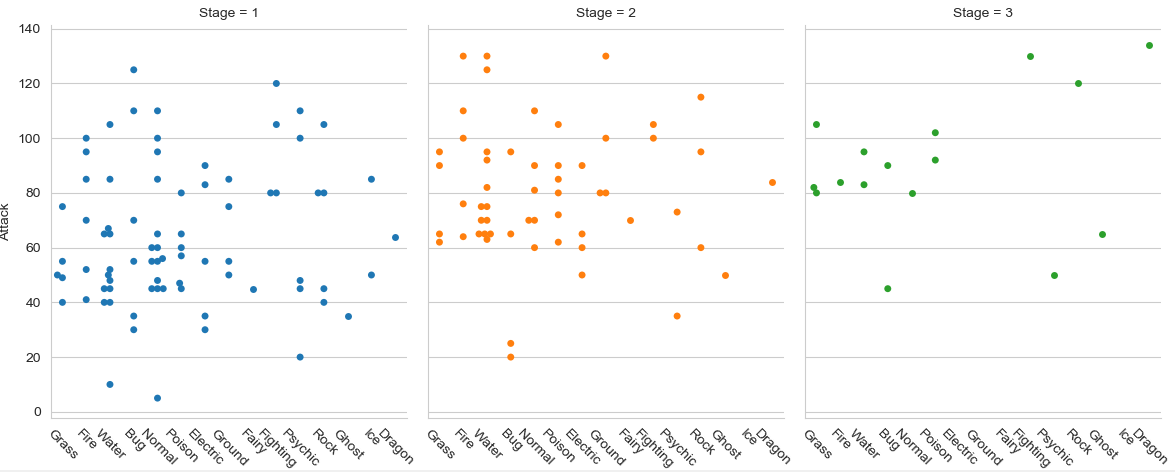 Stage = 1
Stage = 2
Stage = 3
Attack
140
120
100
80
60
40
20
0
Grass Fire Water Bug Normal Poison Electric Ground Fairy Fighting Psychic Rock Ghost Ice Dragon
Grass Fire Water Bug Normal Poison Electric Ground Fairy Fighting Psychic Rock Ghost Ice Dragon
Grass Fire Water Bug Normal Poison Electric Ground Fairy Fighting Psychic Rock Ghost Ice Dragon